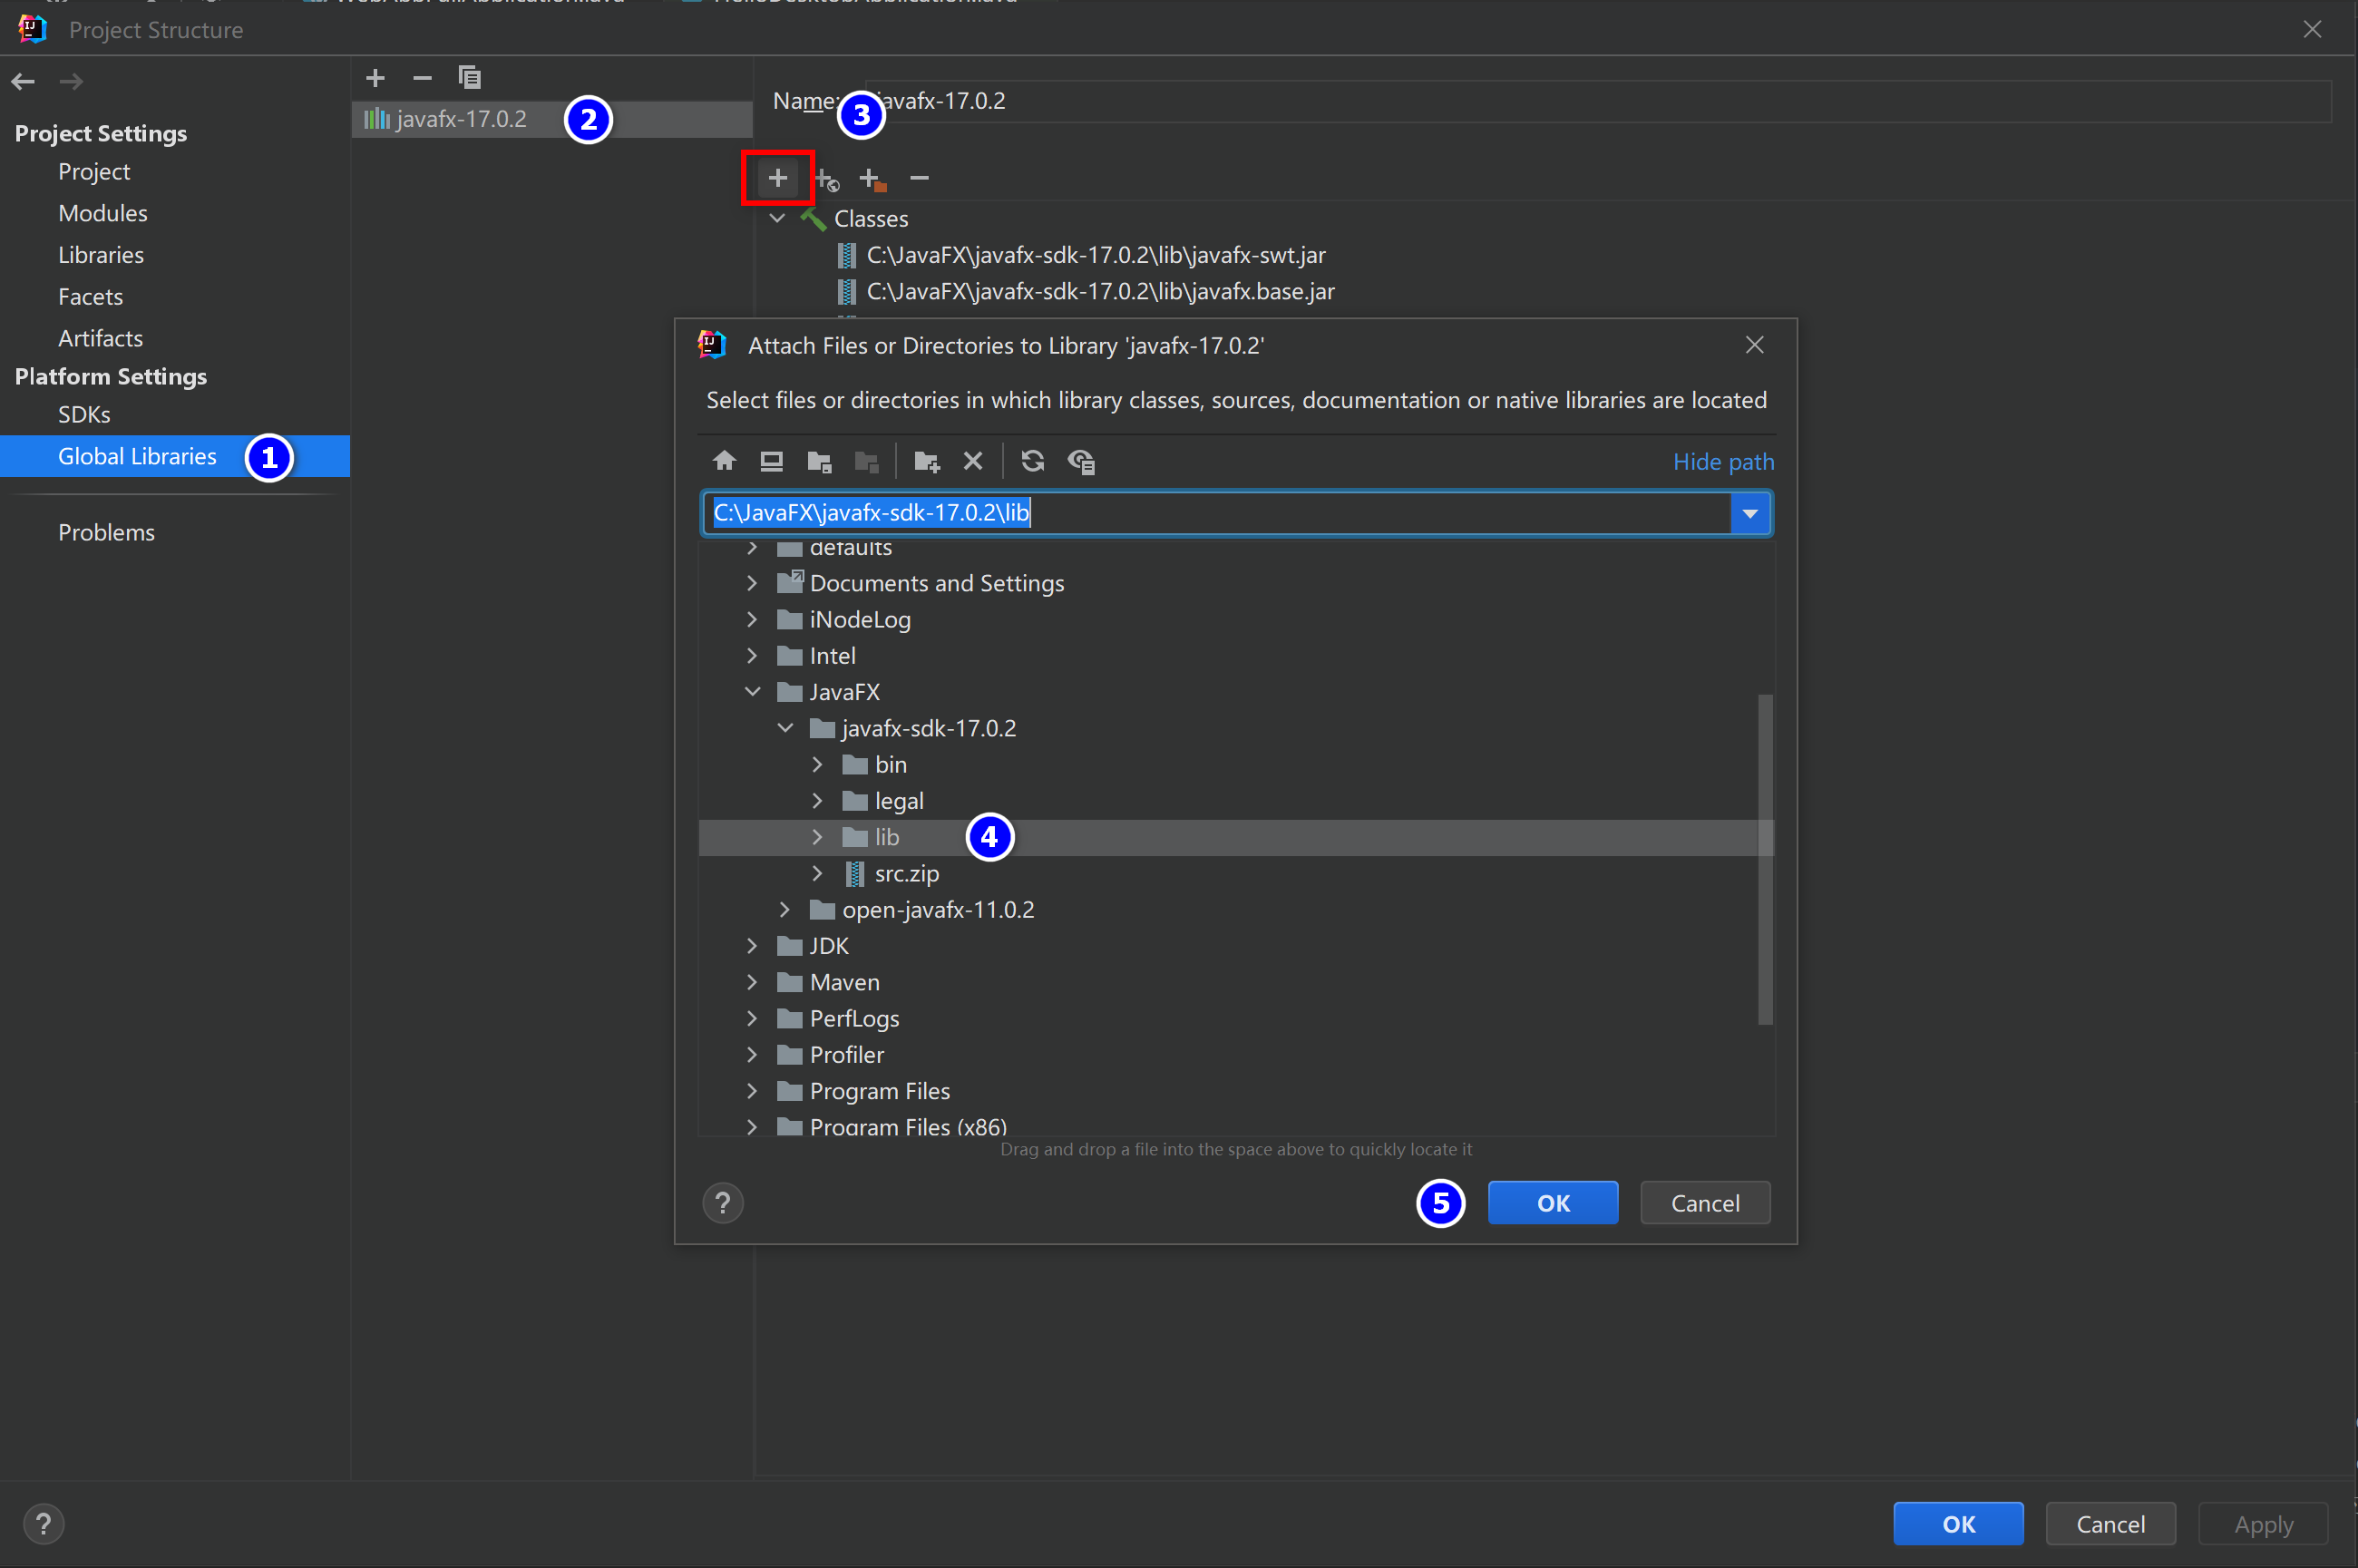 Project Structure
Project Settings
Project
Modules
Libraries
Facets
Artifacts
Platform Settings
SDKs
Global Libraries 1
Problems
javafx-17.0.2 2
Name: 3 javafx-17.0.2
Classes
C:\JavaFX\javafx-sdk-17.0.2\lib\javafx-swt.jar
C:\JavaFX\javafx-sdk-17.0.2\lib\javafx.base.jar
Attach Files or Directories to Library 'javafx-17.0.2'
Select files or directories in which library classes, sources, documentation or native libraries are located
Hide path
C:\JavaFX\javafx-sdk-17.0.2\lib
defaults
Documents and Settings
iNodeLog
Intel
JavaFX
javafx-sdk-17.0.2
bin
legal
lib 4
src.zip
open-javafx-11.0.2
JDK
Maven
PerfLogs
Profiler
Program Files
Program Files (x86)
Drag and drop a file into the space above to quickly locate it
? 5 OK Cancel
? OK Cancel Apply